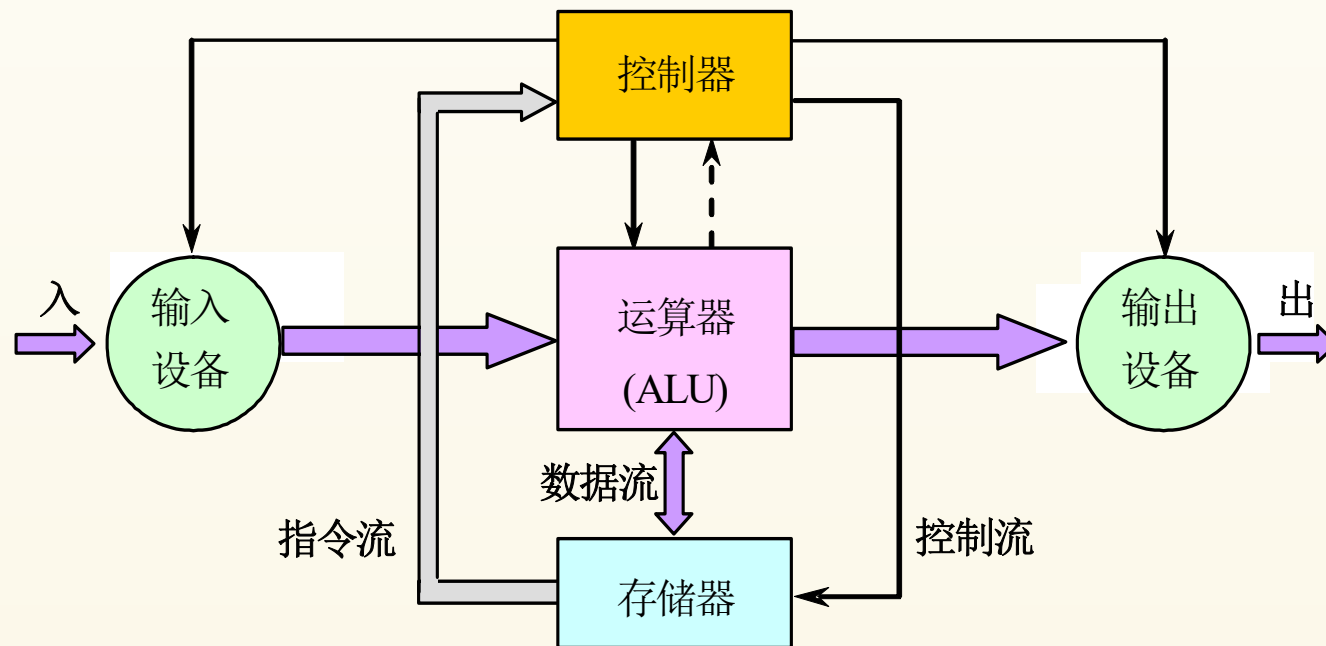 控制器
入
输入
设备
运算器
(ALU)
输出
设备
出
数据流
指令流
控制流
存储器